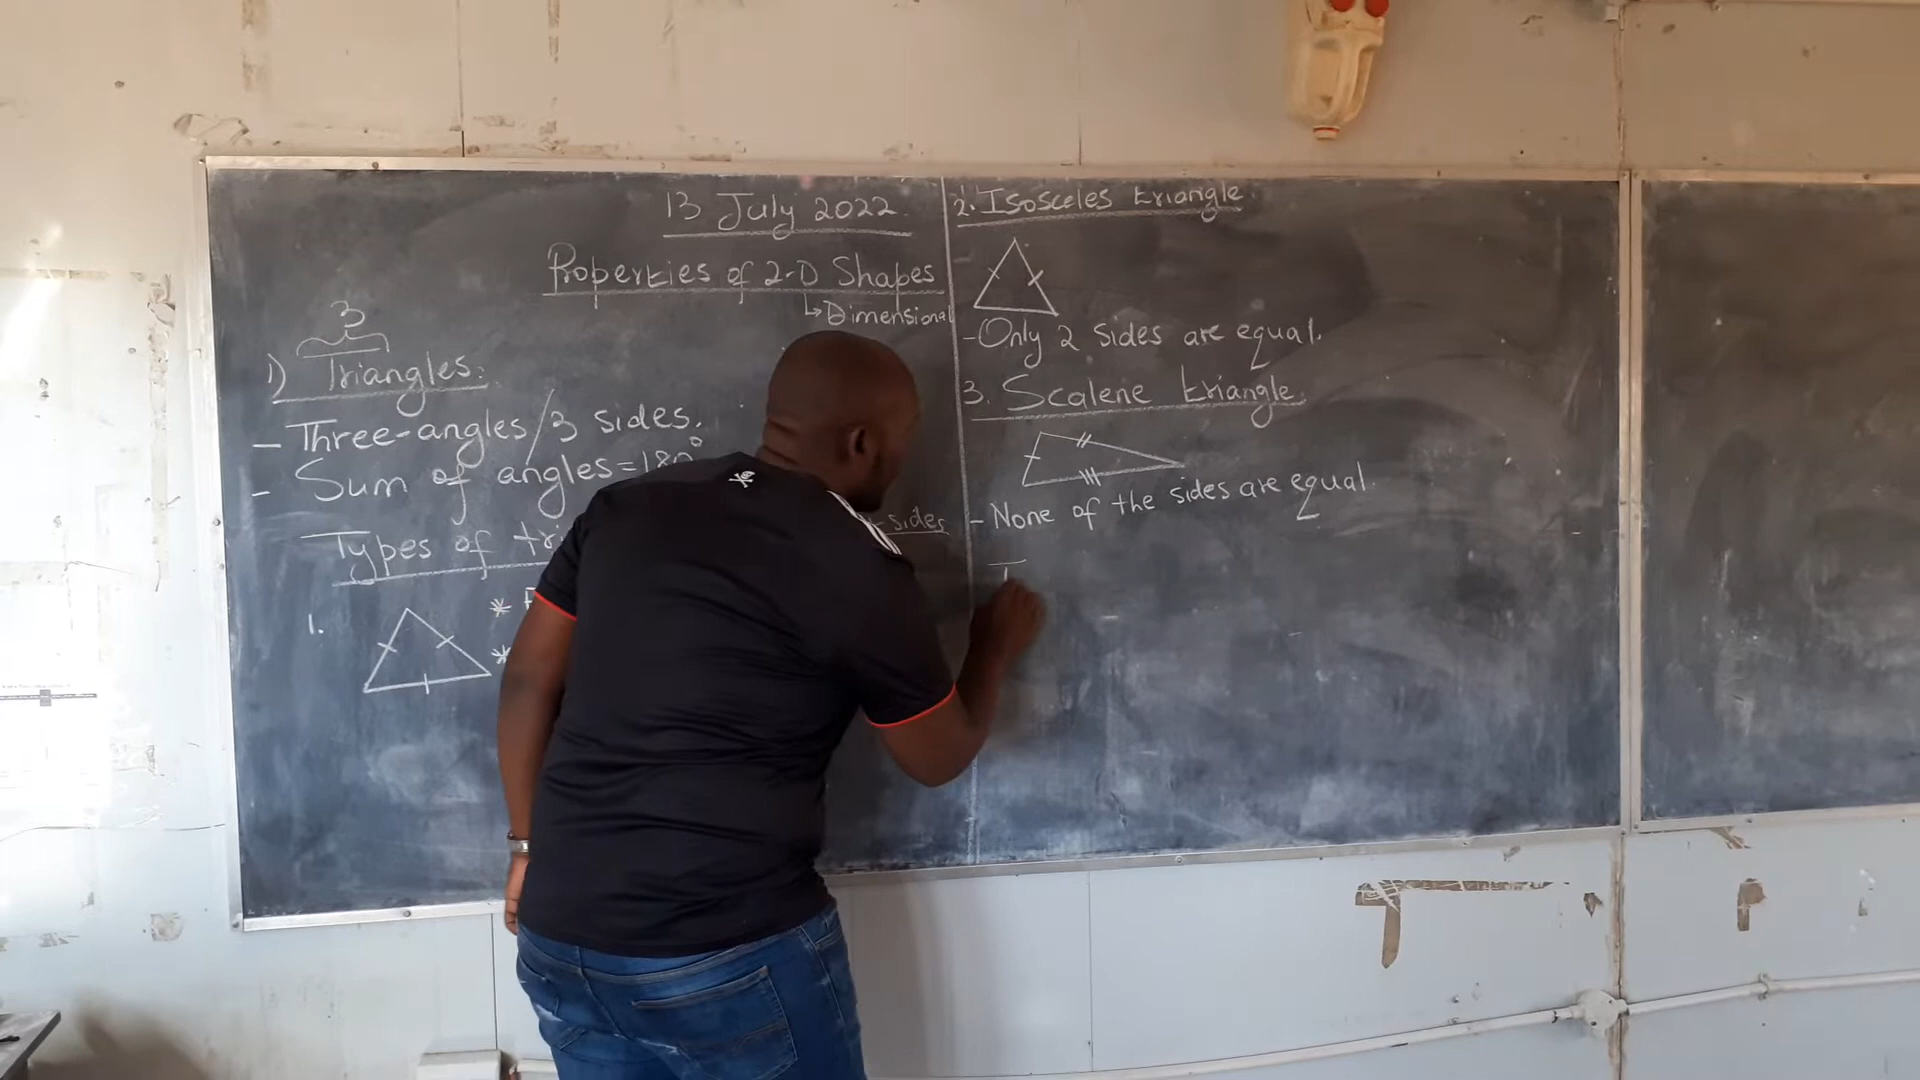 13 July 2022
Properties of 2-D Shapes
↳Dimensional
3
1) Triangles:
- Three-angles/3 sides.
- Sum of angles=180°
Types of tri
sides
1.
*
*
2. Isosceles triangle
-Only 2 sides are equal.
3. Scalene triangle.
- None of the sides are equal.
T